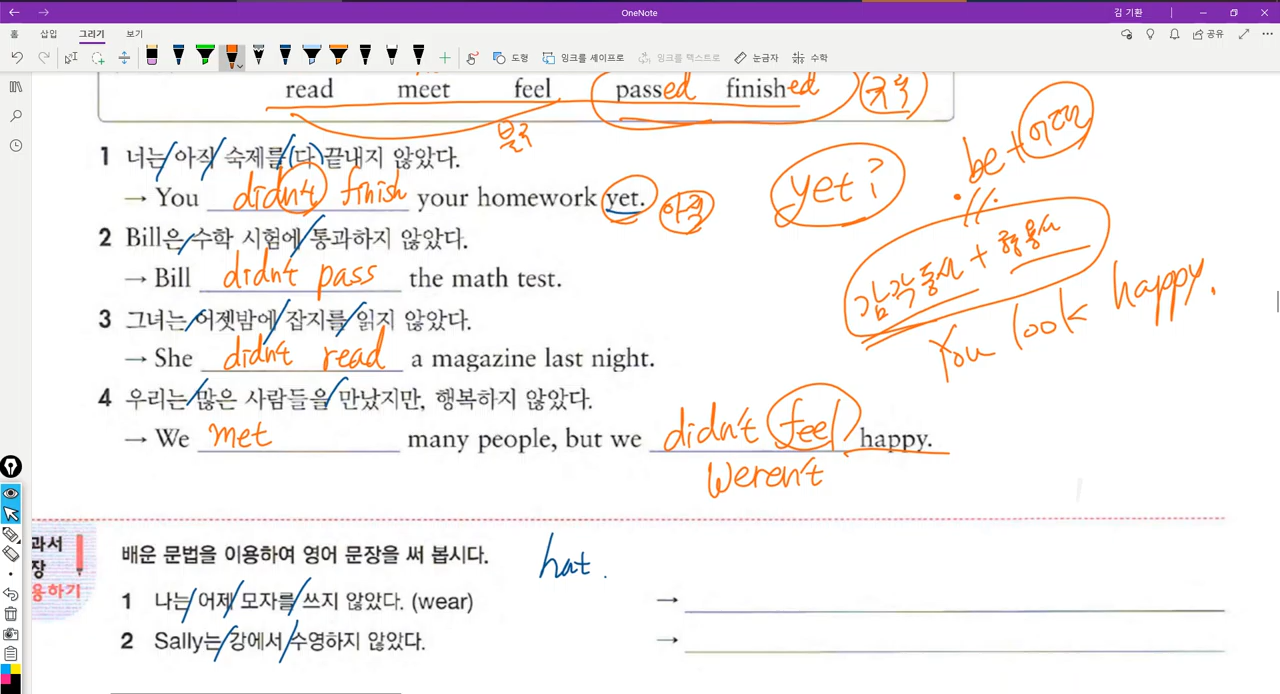 OneNote
김 기환
홈 삽입 그리기 보기
도형 잉크를 셰이프로 잉크를 텍스트로 눈금자 수학
공유
read meet feel passed finished 규칙
불규
1 너는 아직 숙제를 (다) 끝내지 않았다.
→ You didn't finish your homework yet. 아직
yet?
be+어떤
2 Bill은 수학 시험에 통과하지 않았다.
→ Bill didn't pass the math test.
감각동사 + 형용사
You look happy.
3 그녀는 어젯밤에 잡지를 읽지 않았다.
→ She didn't read a magazine last night.
4 우리는 많은 사람들을 만났지만, 행복하지 않았다.
→ We met many people, but we didn't feel happy.
weren't
과서
장
용하기
배운 문법을 이용하여 영어 문장을 써 봅시다.
hat.
1 나는 어제 모자를 쓰지 않았다. (wear) →
2 Sally는 강에서 수영하지 않았다. →